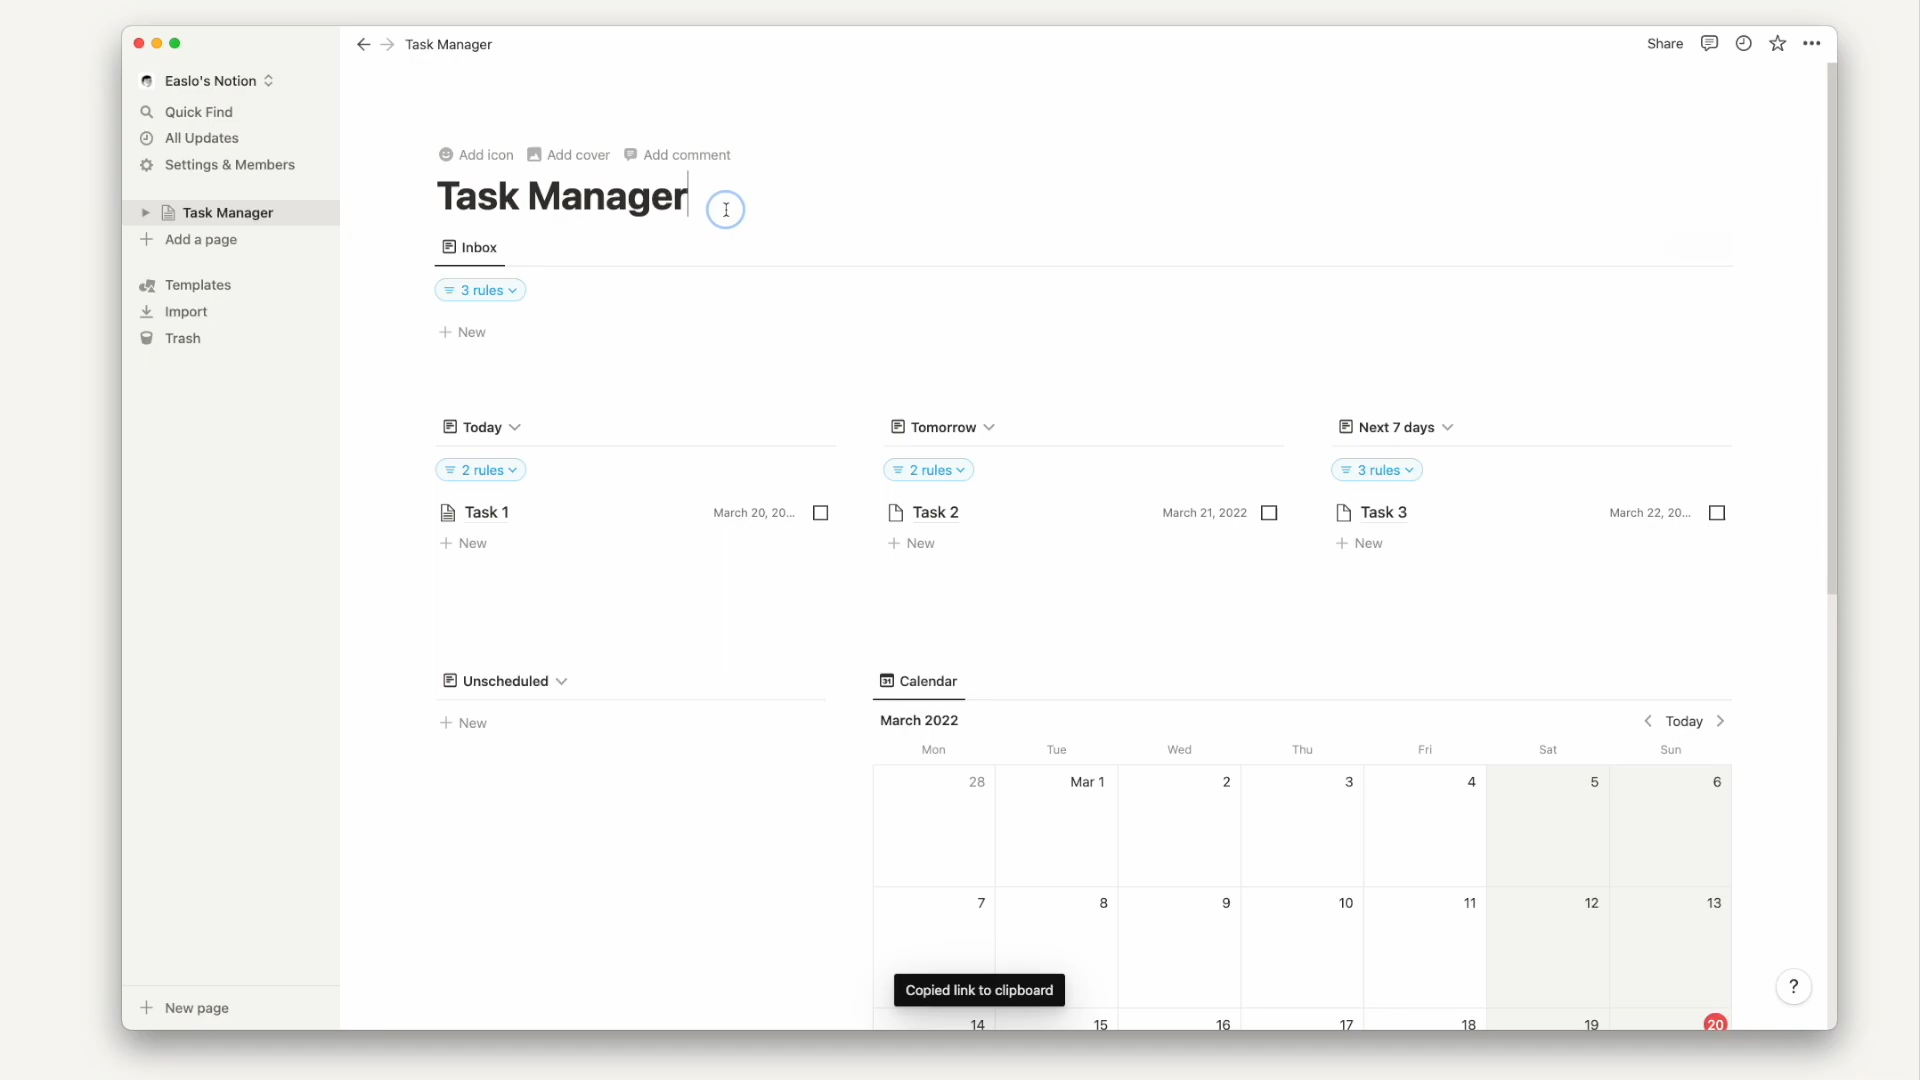 Task Manager
Share
Easlo's Notion
Quick Find
All Updates
Settings & Members
Task Manager
Add a page
Templates
Import
Trash
New page
Add icon Add cover Add comment
Task Manager
Inbox
3 rules
New
Today
2 rules
Task 1 March 20, 20...
New
Tomorrow
2 rules
Task 2 March 21, 2022
New
Next 7 days
3 rules
Task 3 March 22, 20...
New
Unscheduled
New
31 Calendar
March 2022 Today
Mon Tue Wed Thu Fri Sat Sun
28 Mar 1 2 3 4 5 6
7 8 9 10 11 12 13
14 15 16 17 18 19 20
Copied link to clipboard
?